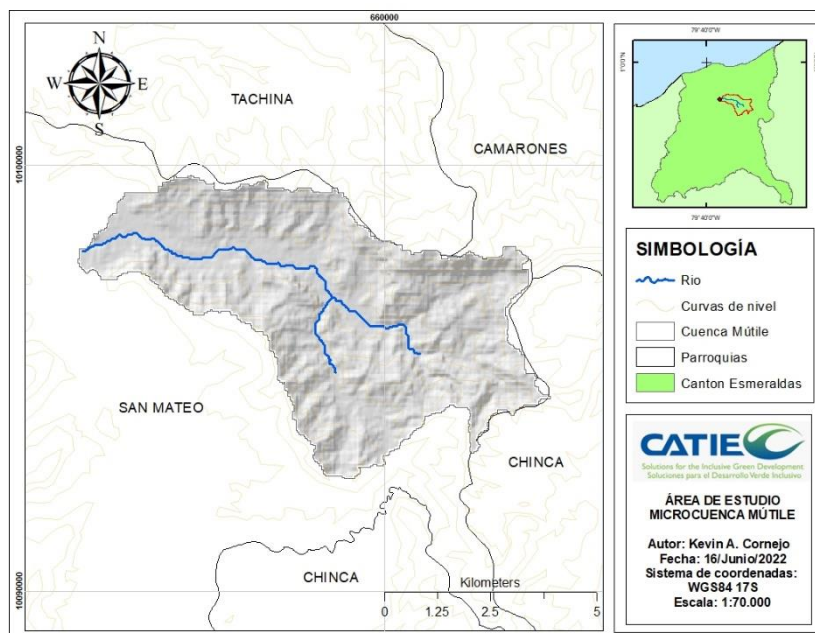 660000
N
W E
S
TACHINA
CAMARONES
10100000
SAN MATEO
CHINCA
CHINCA
10090000
Kilometers
0 1.25 2.5 5
79°40'0"W
79°40'0"W
SIMBOLOGÍA
Rio
Curvas de nivel
Cuenca Mútile
Parroquias
Canton Esmeraldas
CATIE
Solutions for the Inclusive Green Development
Soluciones para el Desarrollo Verde Inclusivo
ÁREA DE ESTUDIO
MICROCUENCA MÚTILE
Autor: Kevin A. Cornejo
Fecha: 16/Junio/2022
Sistema de coordenadas:
WGS84 17S
Escala: 1:70.000